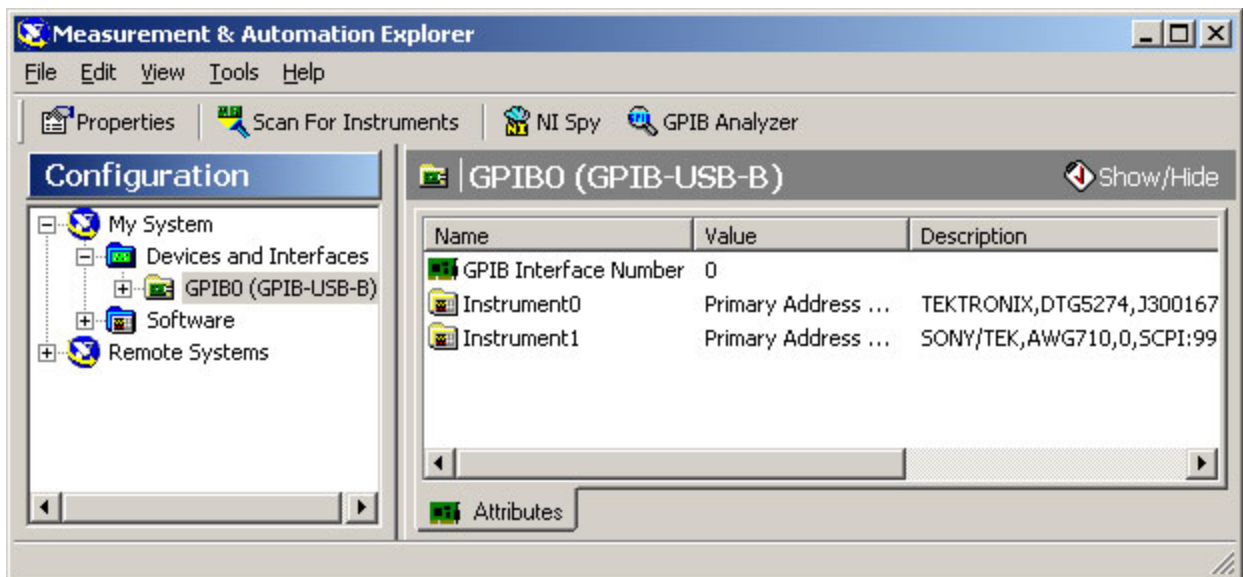 Measurement & Automation Explorer
File Edit View Tools Help
Properties Scan For Instruments NI Spy GPIB Analyzer
Configuration
My System
Devices and Interfaces
GPIB0 (GPIB-USB-B)
Software
Remote Systems
GPIB0 (GPIB-USB-B) Show/Hide
Name Value Description
GPIB Interface Number 0
Instrument0 Primary Address ... TEKTRONIX,DTG5274,J300167
Instrument1 Primary Address ... SONY/TEK,AWG710,0,SCPI:99
Attributes